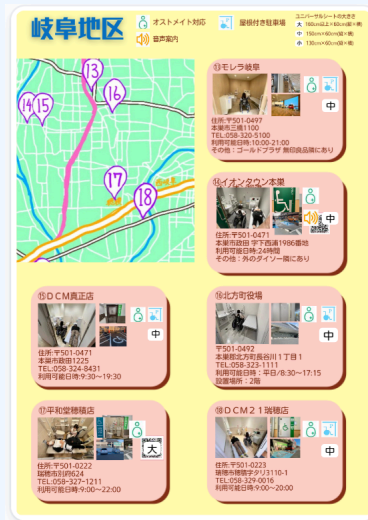 岐阜地区
オストメイト対応
屋根付き駐車場
音声案内
ユニバーサルシートの大きさ
大 180cm以上×60cm(縦×横)
中 150cm×60cm(縦×横)
小 130cm×60cm(縦×横)
13
16
14
15
17
18
⑬モレラ岐阜
中
住所:〒501-0497
本巣市三橋1100
TEL:058-320-5100
利用可能日時:10:00-21:00
その他：ゴールドプラザ 無印良品隣にあり
⑭イオンタウン本巣
中
住所:〒501-0471
本巣市政田 字下西浦1986番地
利用可能日時:24時間
その他：外のダイソー隣にあり
⑮DCM真正店
中
住所:〒501-0471
本巣市政田1225
TEL:058-324-8431
利用可能日時:9:30～19:30
⑯北方町役場
中
〒501-0492
本巣郡北方町長谷川1丁目1
TEL:058-323-1111
利用可能日時：平日/8:30～17:15
設置場所：2階
⑰平和堂穂積店
大
住所:〒501-0222
瑞穂市別府624
TEL:058-327-1211
利用可能日時:9:00～22:00
⑱DCM21瑞穂店
中
住所:〒501-0223
瑞穂市穂積字タリ3110-1
TEL:058-329-0016
利用可能日時:9:00～20:00